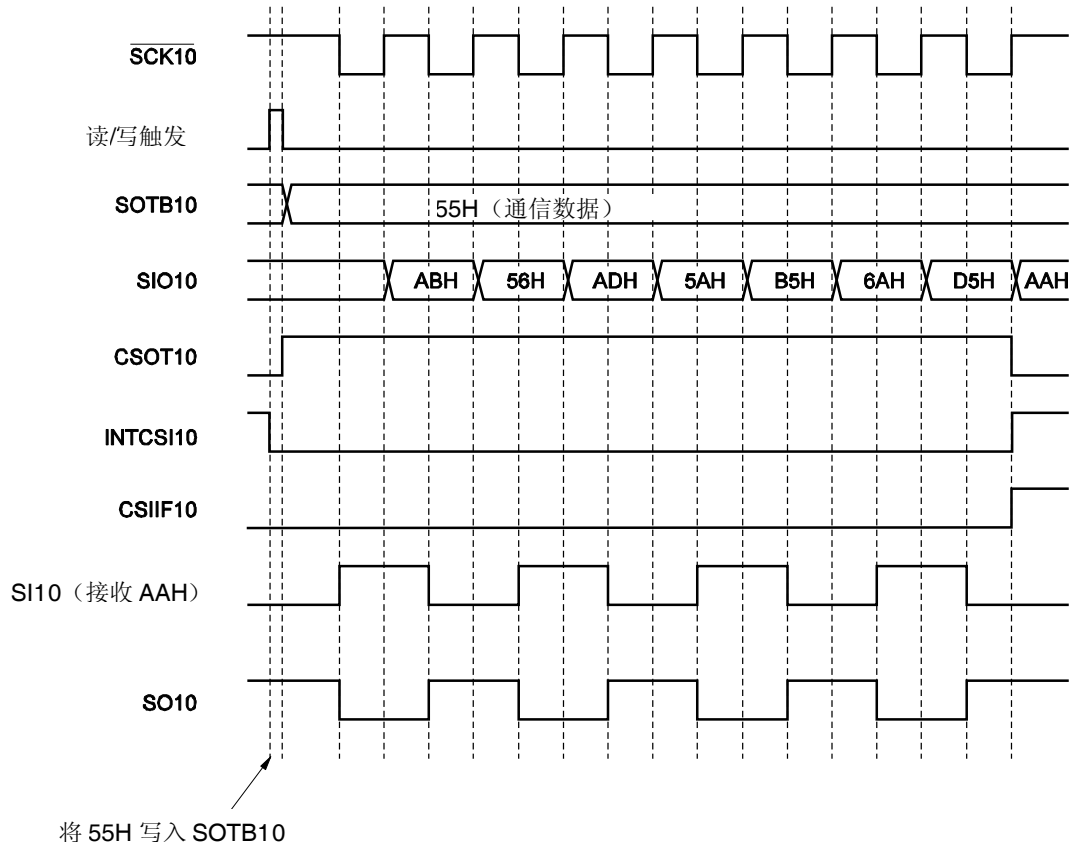 SCK10
读/写触发
SOTB10
55H（通信数据）
SIO10
ABH 56H ADH 5AH B5H 6AH D5H AAH
CSOT10
INTCSI10
CSIIF10
SI10（接收 AAH）
SO10
将 55H 写入 SOTB10